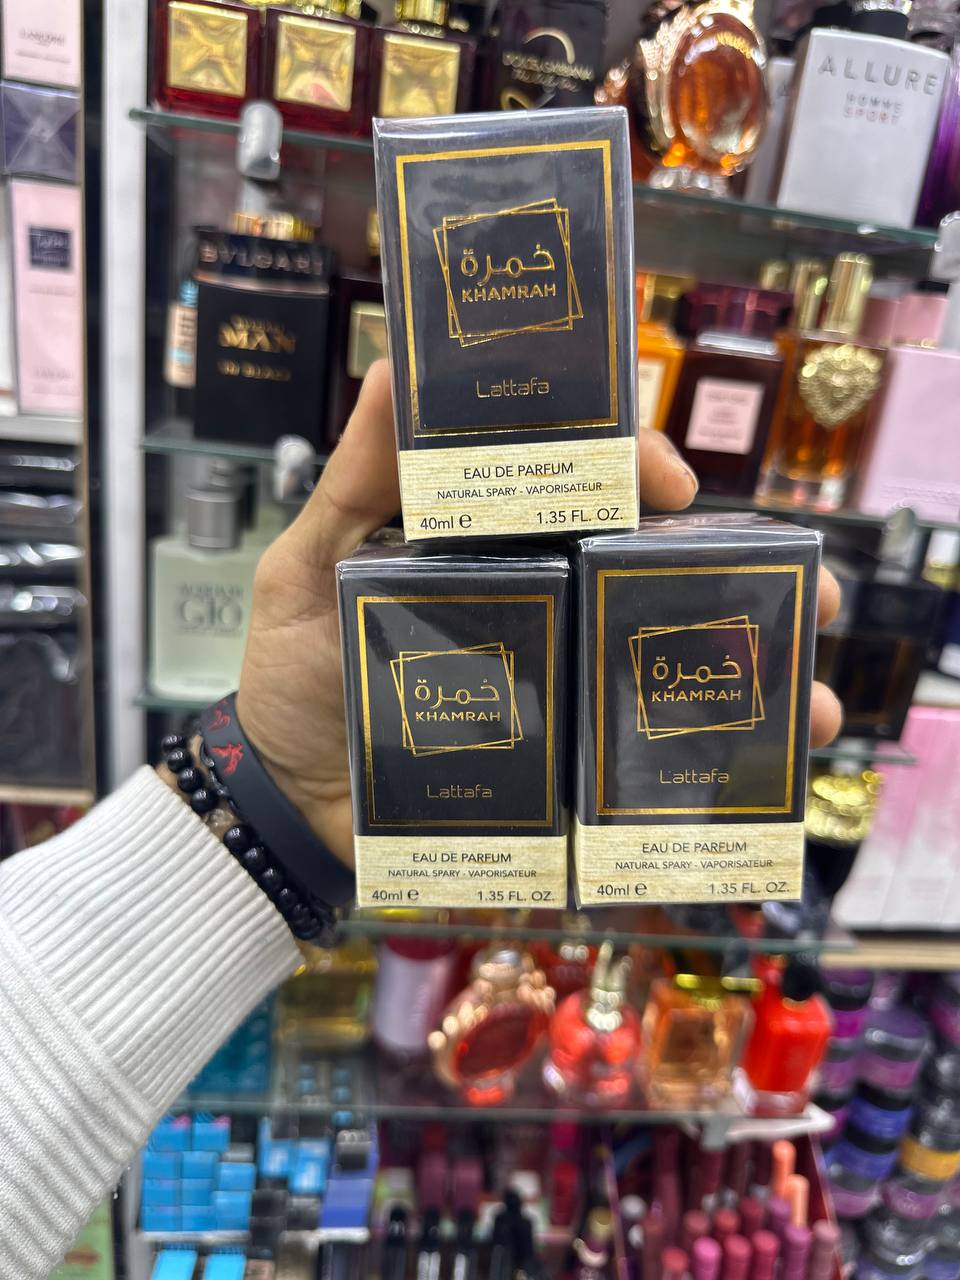 ALLURE
HOMME
SPORT
BVLGARI
MAN
IN BLACK
GIO
خمرة
KHAMRAH
Lattafa
EAU DE PARFUM
NATURAL SPARY - VAPORISATEUR
40ml e 1.35 FL. OZ.
خمرة
KHAMRAH
Lattafa
EAU DE PARFUM
NATURAL SPARY - VAPORISATEUR
40ml e 1.35 FL. OZ.
خمرة
KHAMRAH
Lattafa
EAU DE PARFUM
NATURAL SPARY - VAPORISATEUR
40ml e 1.35 FL. OZ.